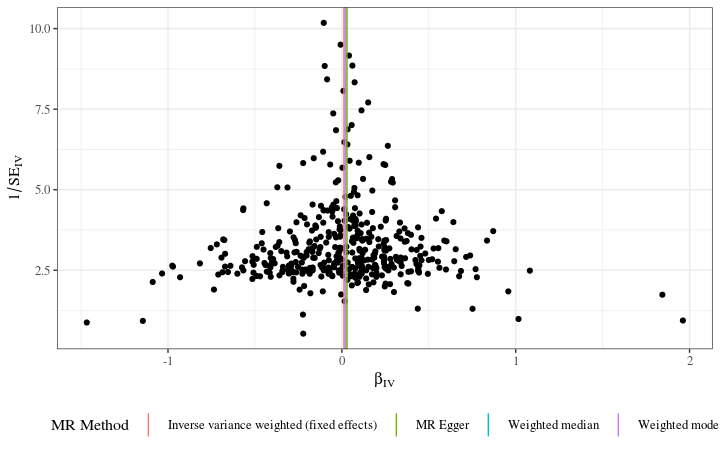 10.0
7.5
5.0
2.5
1/SE_IV
-1
0
1
2
β_IV
MR Method
Inverse variance weighted (fixed effects)
MR Egger
Weighted median
Weighted mode